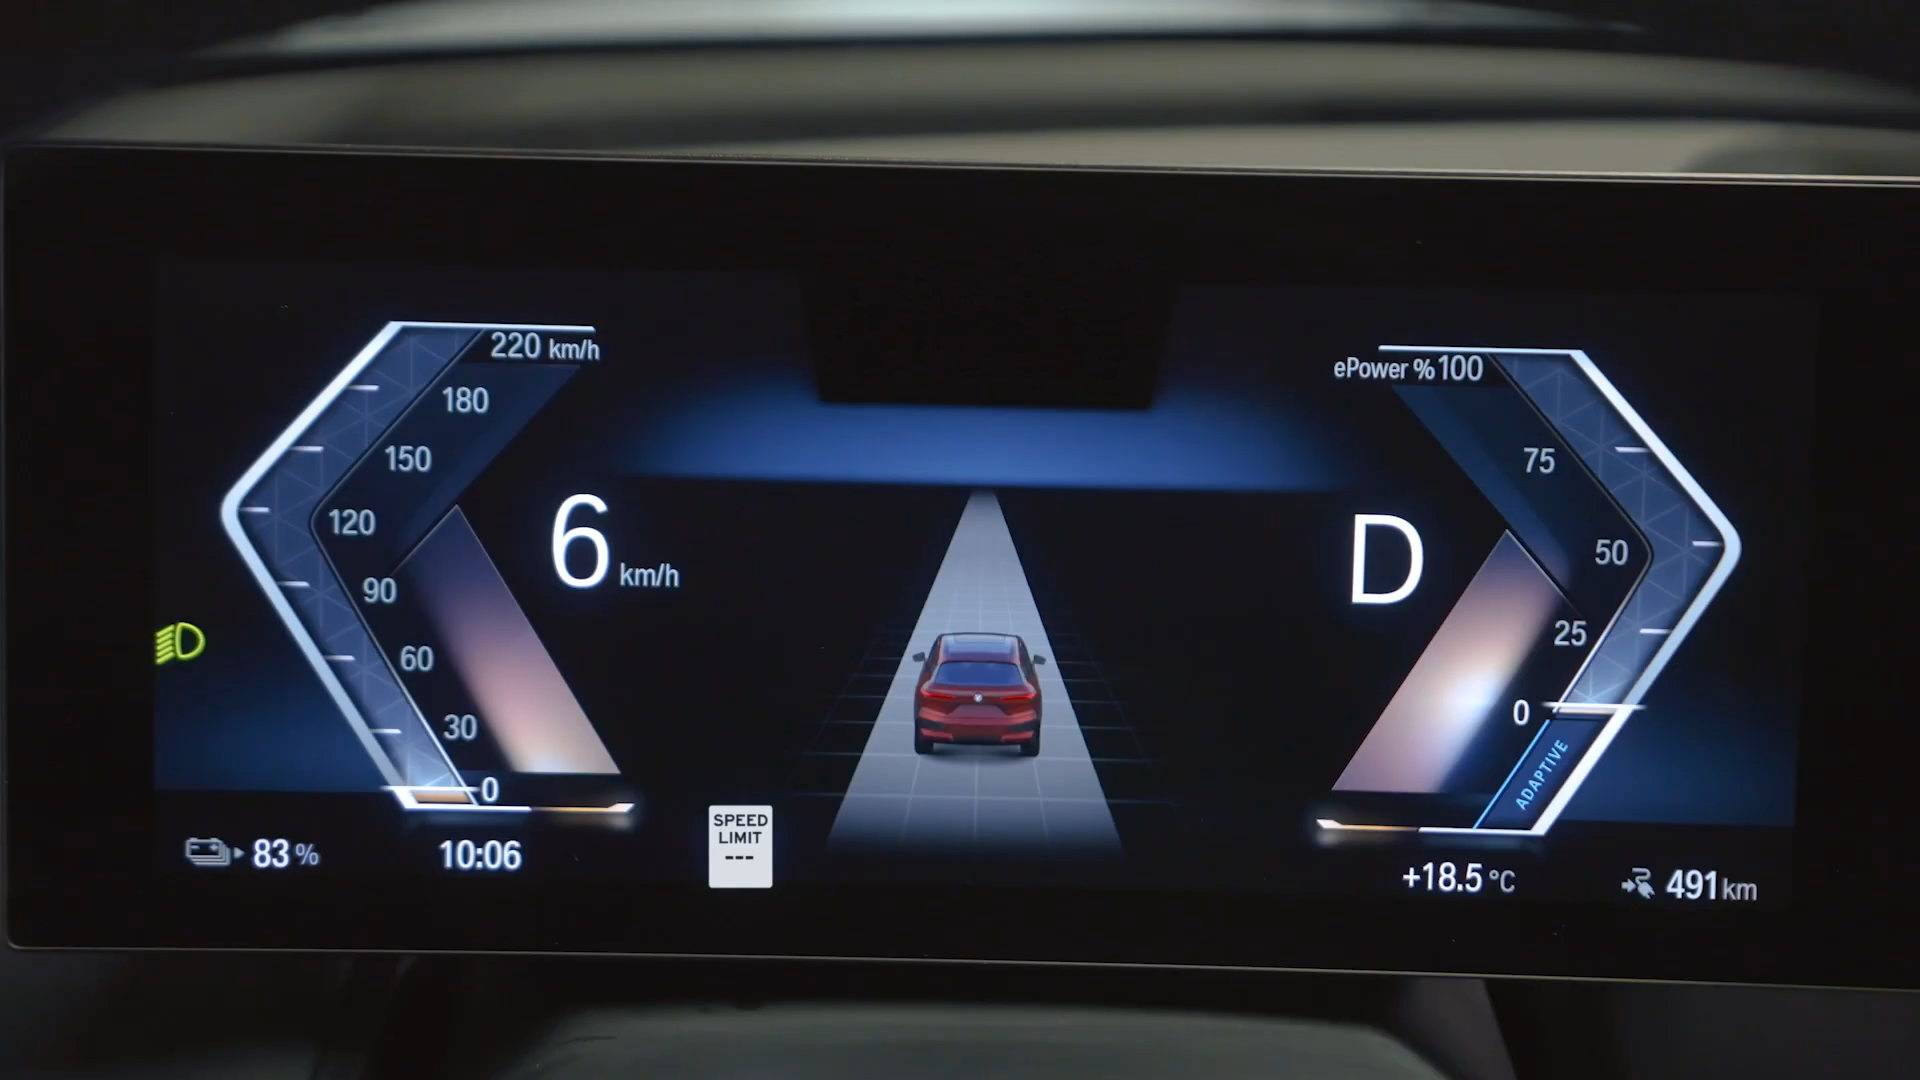 220 km/h
180
150
120
90
60
30
0
6 km/h
83 %
10:06
SPEED
LIMIT
---
D
ePower % 100
75
50
25
0
ADAPTIVE
+18.5 °C
491 km